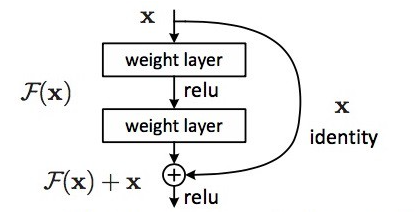 x
weight layer
relu
F(x)
x
identity
weight layer
F(x) + x
+
relu